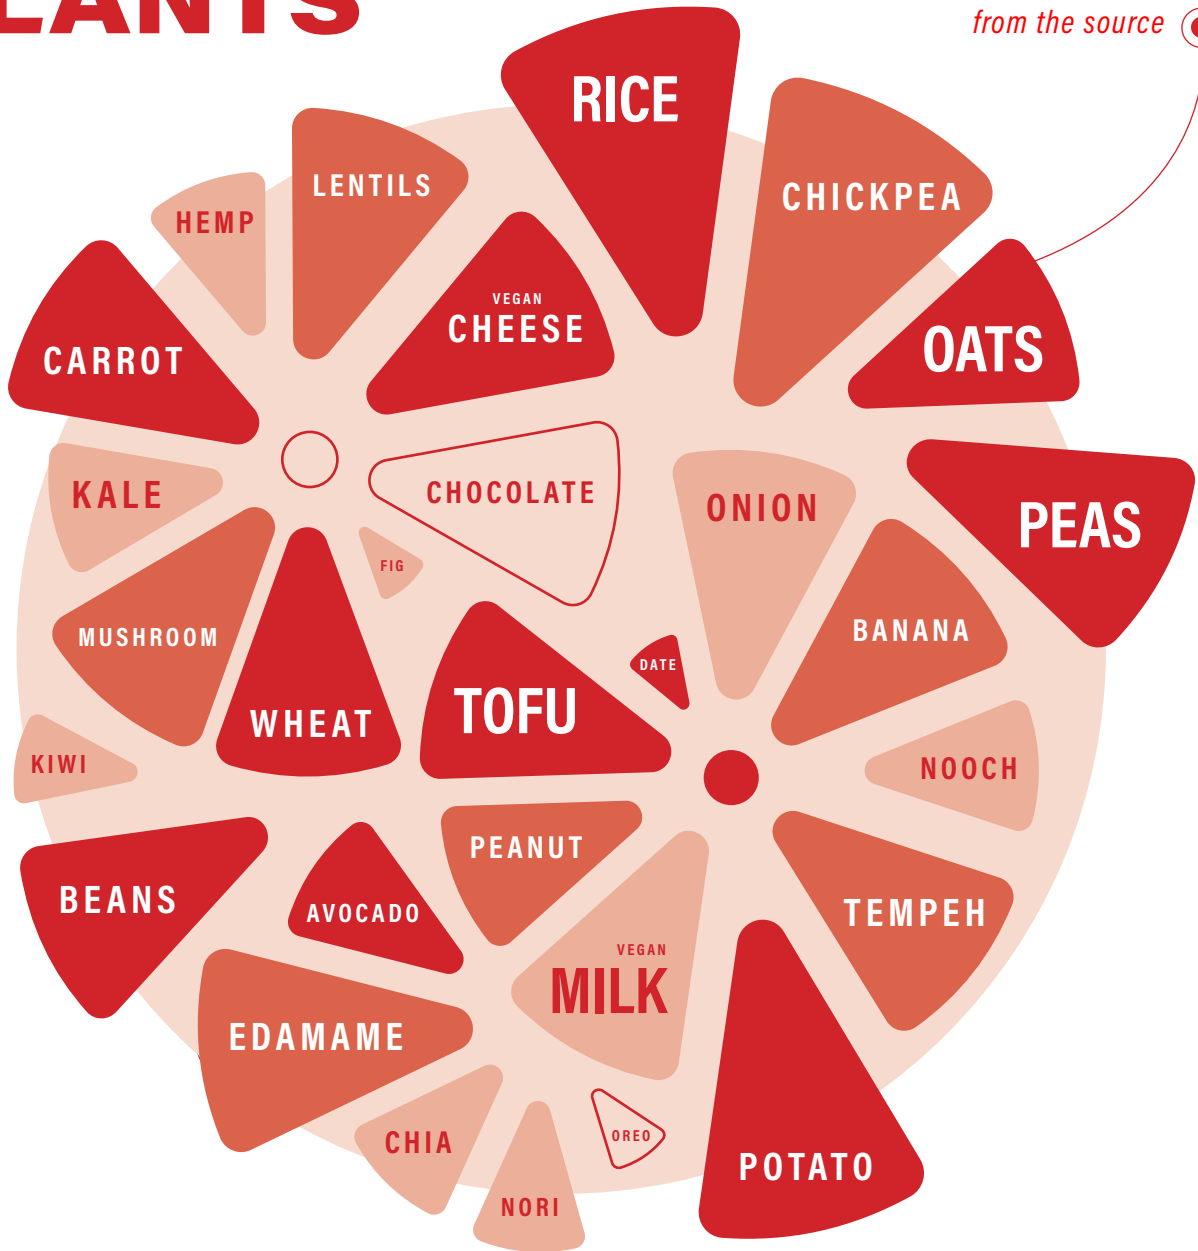 LANTS
from the source
RICE
LENTILS
CHICKPEA
HEMP
VEGAN
CHEESE
OATS
CARROT
KALE
CHOCOLATE
ONION
PEAS
FIG
MUSHROOM
BANANA
DATE
WHEAT
TOFU
KIWI
NOOCH
PEANUT
BEANS
AVOCADO
TEMPEH
VEGAN
MILK
EDAMAME
CHIA
OREO
POTATO
NORI